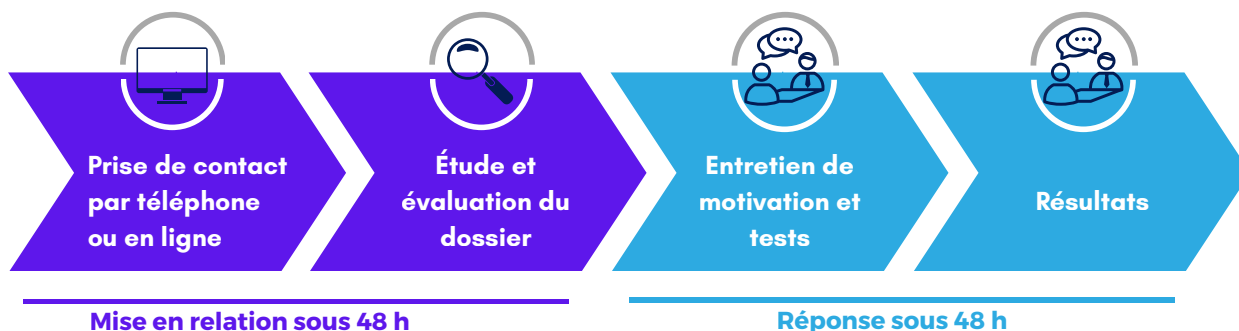 Prise de contact
par téléphone
ou en ligne
Étude et
évaluation du
dossier
Entretien de
motivation et
tests
Résultats
Mise en relation sous 48 h
Réponse sous 48 h